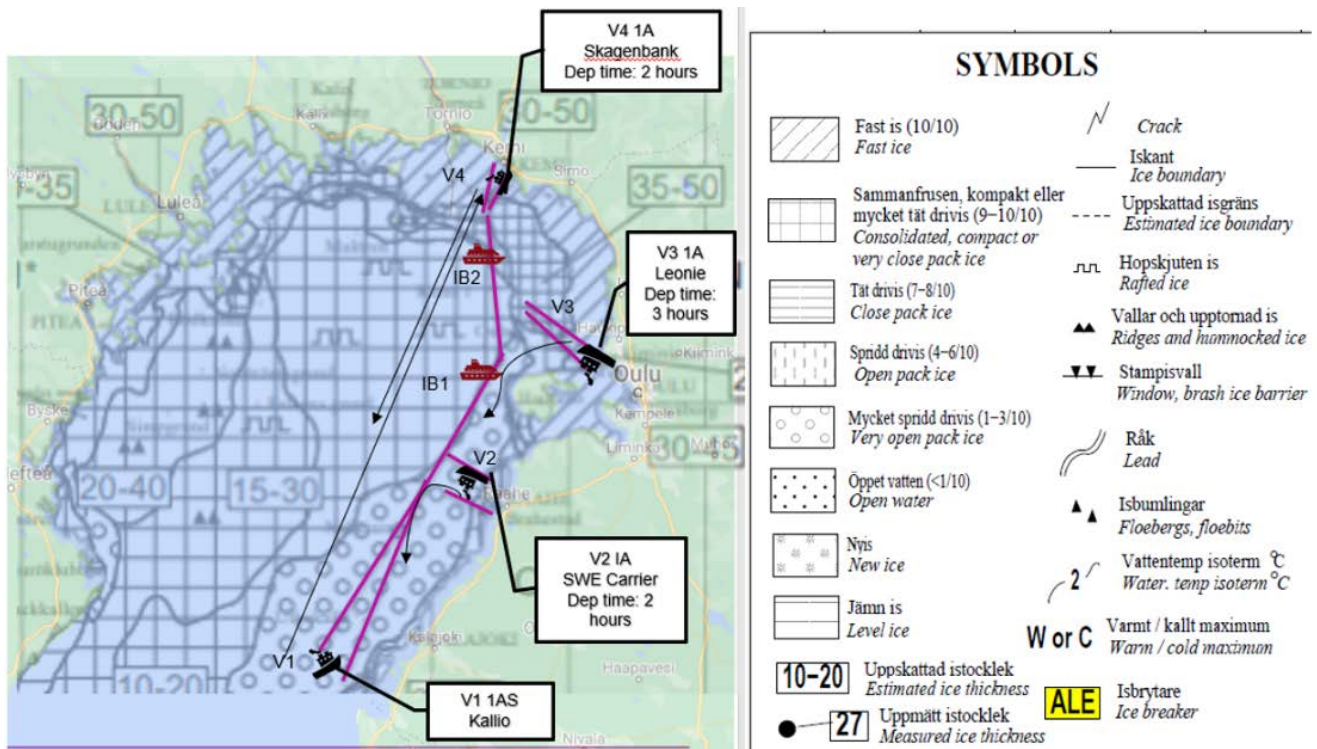 V4 1A
Skagenbank
Dep time: 2 hours
30-50
Boden
Kalix
Tornio
Kemi
Simo
V4
35-50
Luleå
IB2
V3 1A
Leonie
Dep time:
3 hours
Piteå
V3
Oulu
IB1
Kempele
Liminka
30-45
V2
20-40
15-30
V2 IA
SWE Carrier
Dep time: 2
hours
Kalajoki
Haapavesi
V1
10-20
V1 1AS
Kallio
Nivala
SYMBOLS
Fast is (10/10)
Fast ice
Sammanfrusen, kompakt eller
mycket tät drivis (9–10/10)
Consolidated, compact or
very close pack ice
Tät drivis (7–8/10)
Close pack ice
Spridd drivis (4–6/10)
Open pack ice
Mycket spridd drivis (1–3/10)
Very open pack ice
Öppet vatten (<1/10)
Open water
Nyis
New ice
Jämn is
Level ice
10–20
Uppskattad istocklek
Estimated ice thickness
27
Uppmätt istocklek
Measured ice thickness
Crack
Iskant
Ice boundary
Uppskattad isgräns
Estimated ice boundary
Hopskjuten is
Rafted ice
Vallar och upptornad is
Ridges and hummocked ice
Stampisvall
Window, brash ice barrier
Råk
Lead
Isbumlingar
Floebergs, floebits
2
Vattentemp isoterm °C
Water. temp isoterm °C
W or C
Varmt / kallt maximum
Warm / cold maximum
ALE
Isbrytare
Ice breaker